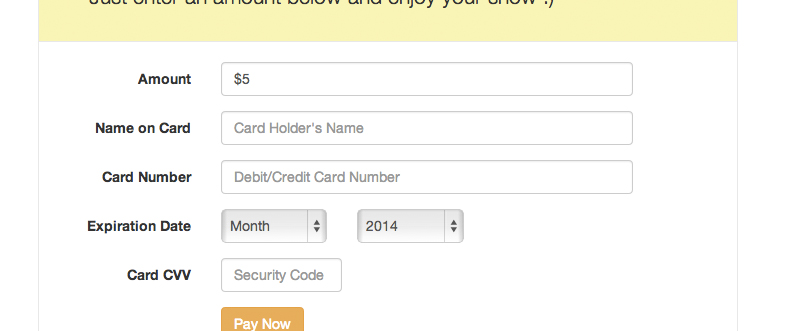 Just enter an amount below and enjoy your show :)
Amount $5
Name on Card Card Holder's Name
Card Number Debit/Credit Card Number
Expiration Date Month 2014
Card CVV Security Code
Pay Now